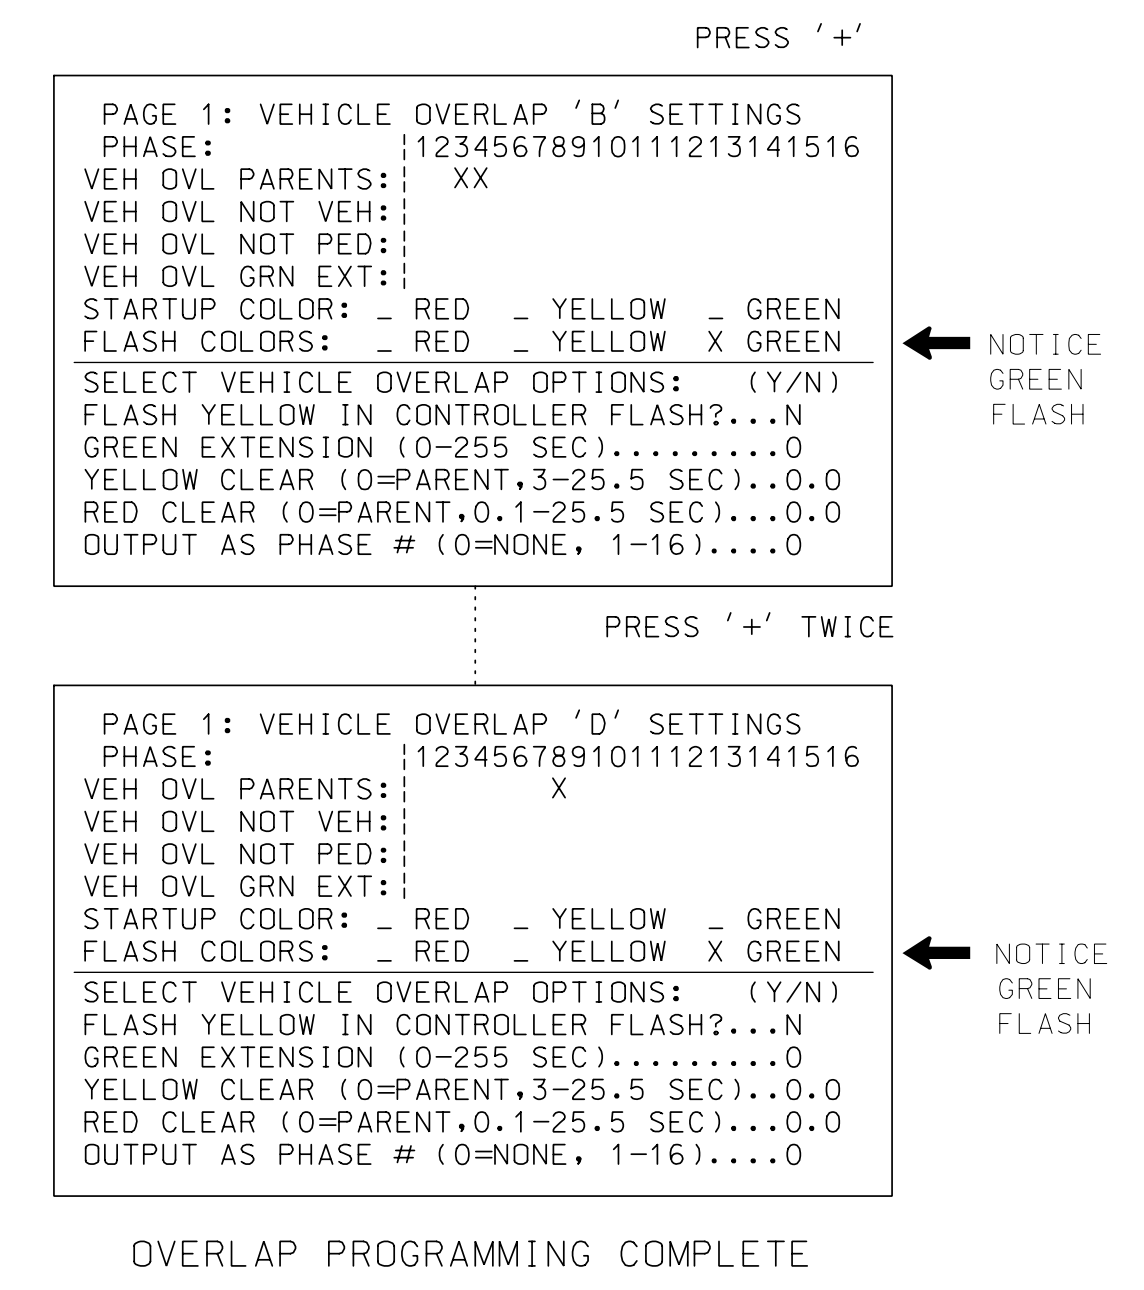 PRESS '+'
PAGE 1: VEHICLE OVERLAP 'B' SETTINGS
PHASE: |12345678910111213141516
VEH OVL PARENTS:| XX
VEH OVL NOT VEH:|
VEH OVL NOT PED:|
VEH OVL GRN EXT:|
STARTUP COLOR: _ RED _ YELLOW _ GREEN
FLASH COLORS: _ RED _ YELLOW X GREEN
NOTICE
GREEN
FLASH
SELECT VEHICLE OVERLAP OPTIONS: (Y/N)
FLASH YELLOW IN CONTROLLER FLASH?...N
GREEN EXTENSION (0-255 SEC).........0
YELLOW CLEAR (0=PARENT,3-25.5 SEC)..0.0
RED CLEAR (0=PARENT,0.1-25.5 SEC)...0.0
OUTPUT AS PHASE # (0=NONE, 1-16)....0
PRESS '+' TWICE
PAGE 1: VEHICLE OVERLAP 'D' SETTINGS
PHASE: |12345678910111213141516
VEH OVL PARENTS:| X
VEH OVL NOT VEH:|
VEH OVL NOT PED:|
VEH OVL GRN EXT:|
STARTUP COLOR: _ RED _ YELLOW _ GREEN
FLASH COLORS: _ RED _ YELLOW X GREEN
NOTICE
GREEN
FLASH
SELECT VEHICLE OVERLAP OPTIONS: (Y/N)
FLASH YELLOW IN CONTROLLER FLASH?...N
GREEN EXTENSION (0-255 SEC).........0
YELLOW CLEAR (0=PARENT,3-25.5 SEC)..0.0
RED CLEAR (0=PARENT,0.1-25.5 SEC)...0.0
OUTPUT AS PHASE # (0=NONE, 1-16)....0
OVERLAP PROGRAMMING COMPLETE